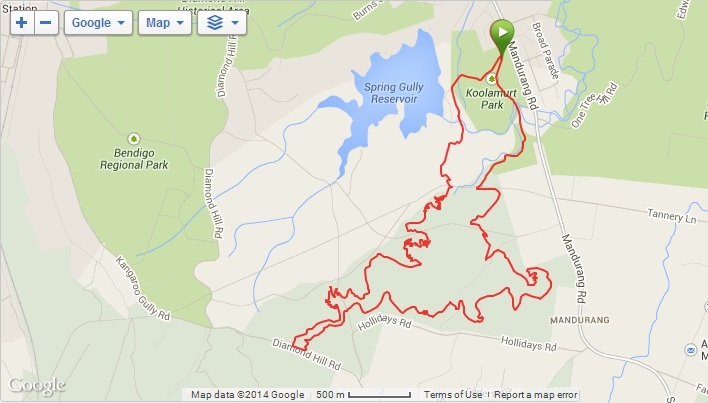 Station
Google
Map
Diamond
Hill
Historical Area
Burns S
Diamond Hill Rd
Mandurang Rd
Broad Parade
Edw
Spring Gully
Reservoir
Koolamurt
Park
One Tree
Rd
Bendigo
Regional Park
Diamond Hill Rd
Tannery Ln
Mandurang Rd
Kangaroo Gully Rd
Hollidays Rd
MANDURANG
Hollidays Rd
Diamond Hill Rd
Google
Map data ©2014 Google
500 m
Terms of Use
Report a map error